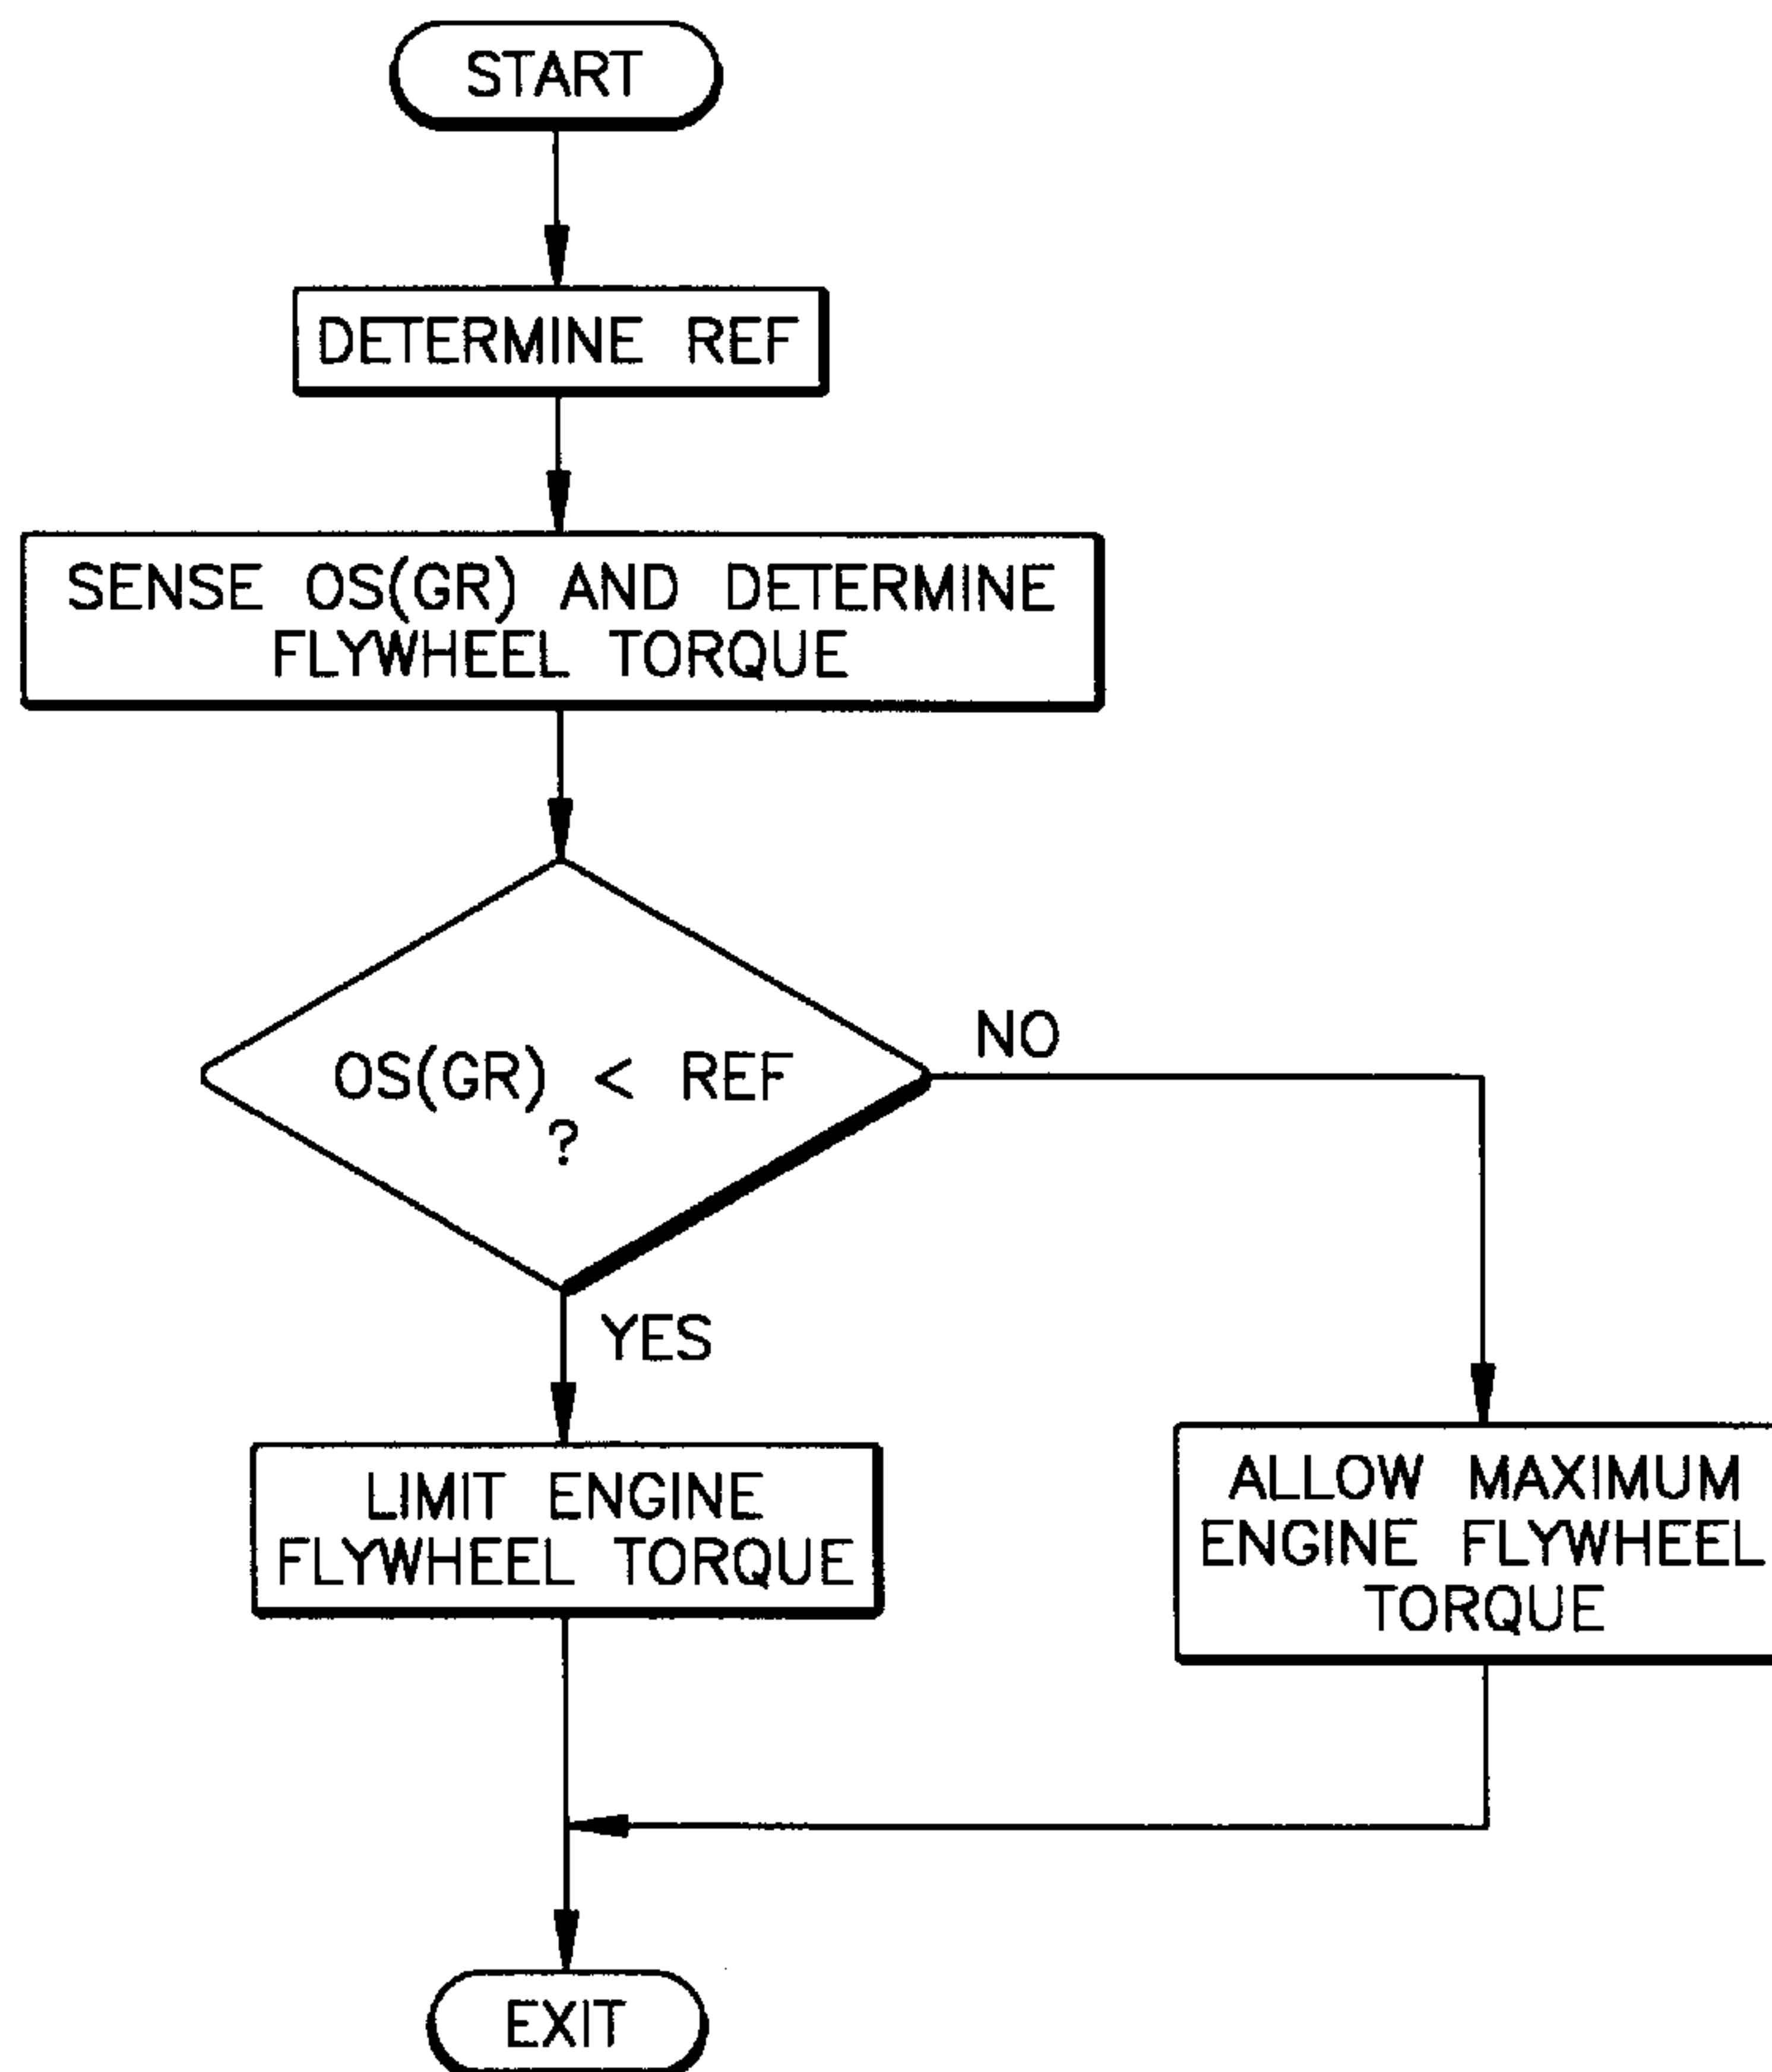 START
DETERMINE REF
SENSE OS(GR) AND DETERMINE
FLYWHEEL TORQUE
OS(GR) < REF
?
NO
YES
LIMIT ENGINE
FLYWHEEL TORQUE
ALLOW MAXIMUM
ENGINE FLYWHEEL
TORQUE
EXIT